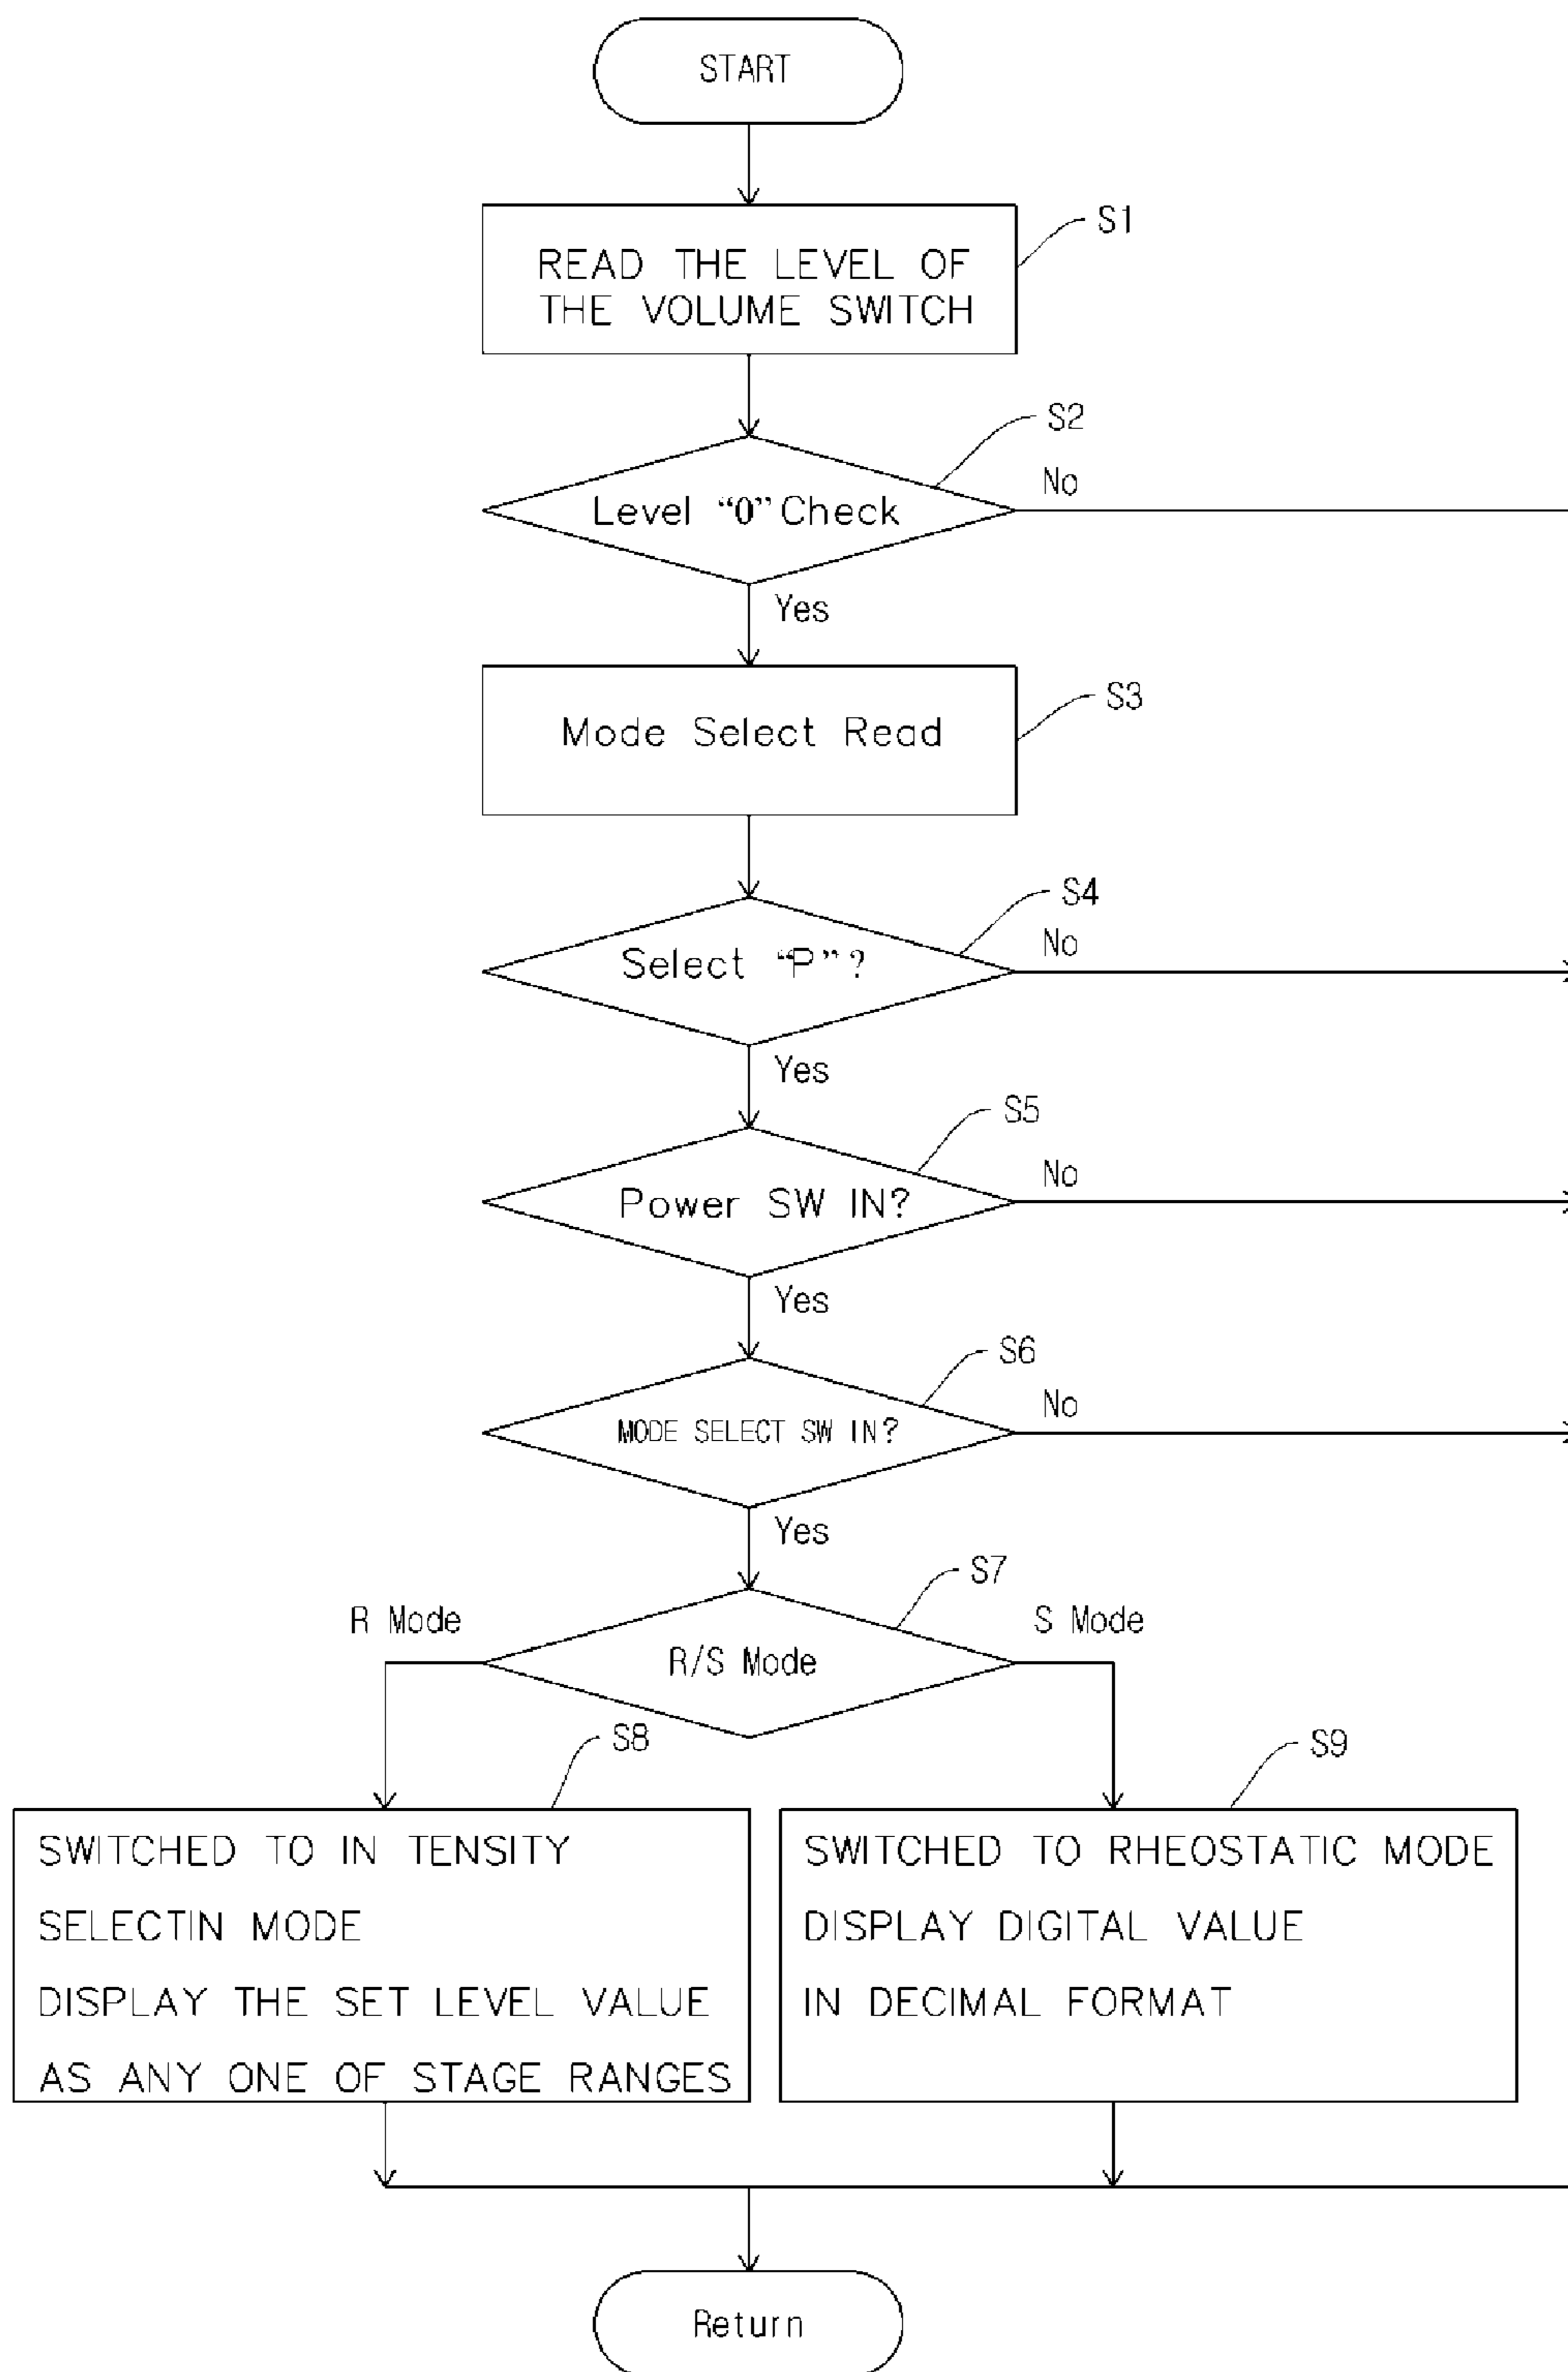 START
S1
READ THE LEVEL OF
THE VOLUME SWITCH
S2
No
Level “0” Check
Yes
S3
Mode Select Read
S4
No
Select “P”?
Yes
S5
No
Power SW IN?
Yes
S6
No
MODE SELECT SW IN?
Yes
S7
R Mode
S Mode
R/S Mode
S8
S9
SWITCHED TO IN TENSITY
SELECTIN MODE
DISPLAY THE SET LEVEL VALUE
AS ANY ONE OF STAGE RANGES
SWITCHED TO RHEOSTATIC MODE
DISPLAY DIGITAL VALUE
IN DECIMAL FORMAT
Return